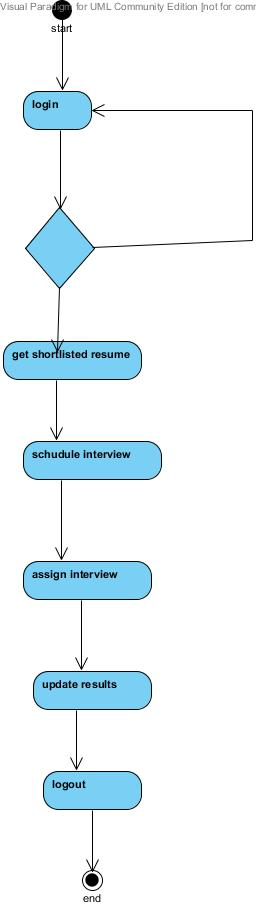 Visual Paradigm for UML Community Edition [not for comm
start
login
get shortlisted resume
schudule interview
assign interview
update results
logout
end